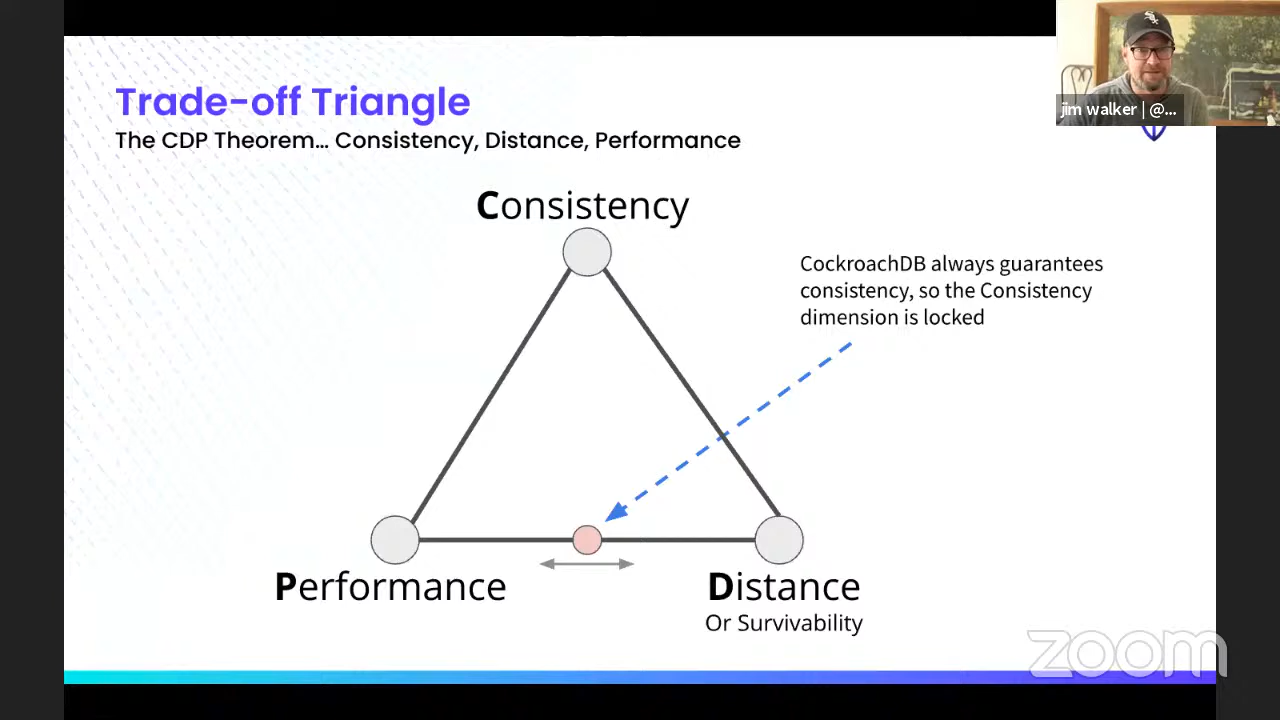 Trade-off Triangle
The CDP Theorem... Consistency, Distance, Performance
jim walker | @...
Consistency
CockroachDB always guarantees
consistency, so the Consistency
dimension is locked
Performance
Distance
Or Survivability
zoom